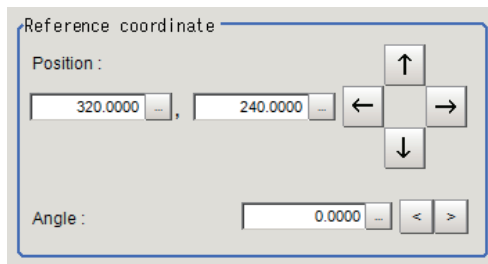 Reference coordinate
Position :
↑
320.0000 ... , 240.0000 ... ← →
↓
Angle : 0.0000 ... < >